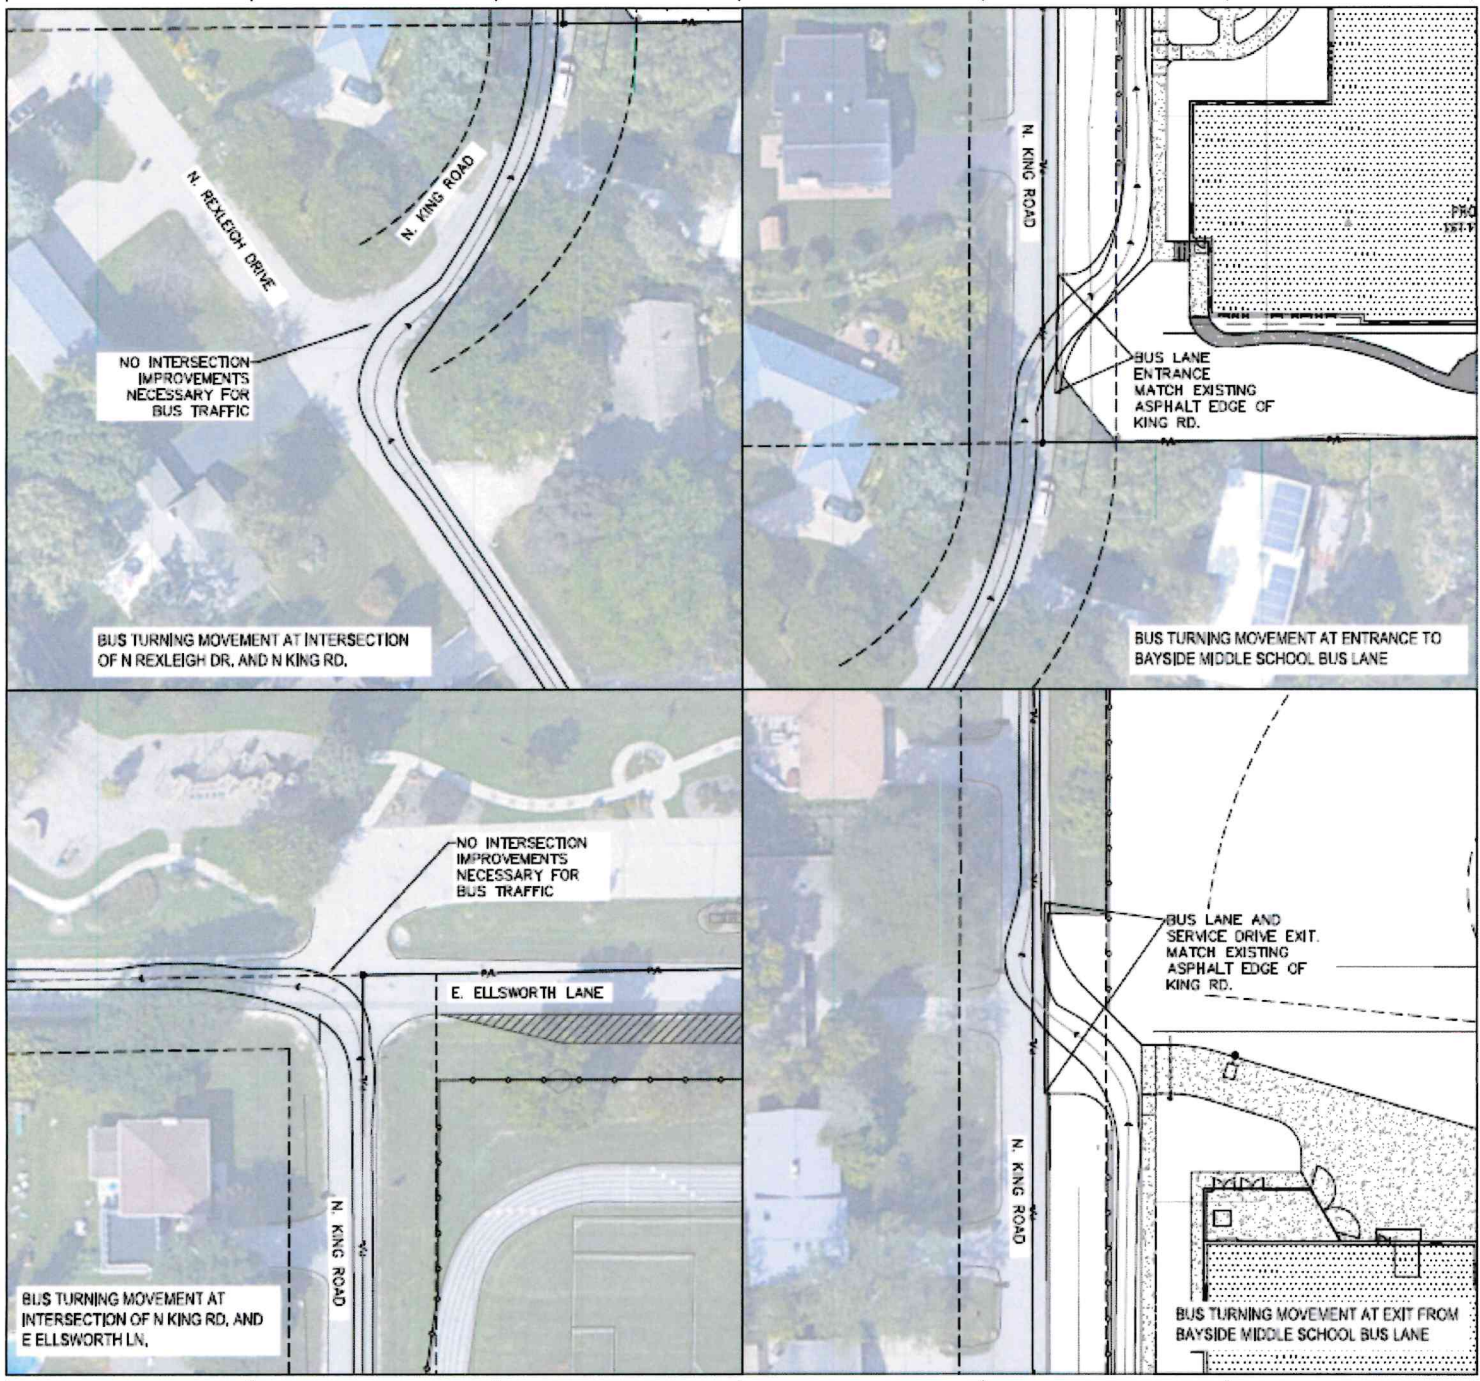 N. KING ROAD
N. REXLEIGH DRIVE
NO INTERSECTION
IMPROVEMENTS
NECESSARY FOR
BUS TRAFFIC
BUS TURNING MOVEMENT AT INTERSECTION
OF N REXLEIGH DR. AND N KING RD.
N. KING ROAD
BUS LANE
ENTRANCE
MATCH EXISTING
ASPHALT EDGE OF
KING RD.
BUS TURNING MOVEMENT AT ENTRANCE TO
BAYSIDE MIDDLE SCHOOL BUS LANE
NO INTERSECTION
IMPROVEMENTS
NECESSARY FOR
BUS TRAFFIC
E. ELLSWORTH LANE
N. KING ROAD
BUS TURNING MOVEMENT AT
INTERSECTION OF N KING RD. AND
E ELLSWORTH LN.
BUS LANE AND
SERVICE DRIVE EXIT.
MATCH EXISTING
ASPHALT EDGE OF
KING RD.
N. KING ROAD
BUS TURNING MOVEMENT AT EXIT FROM
BAYSIDE MIDDLE SCHOOL BUS LANE